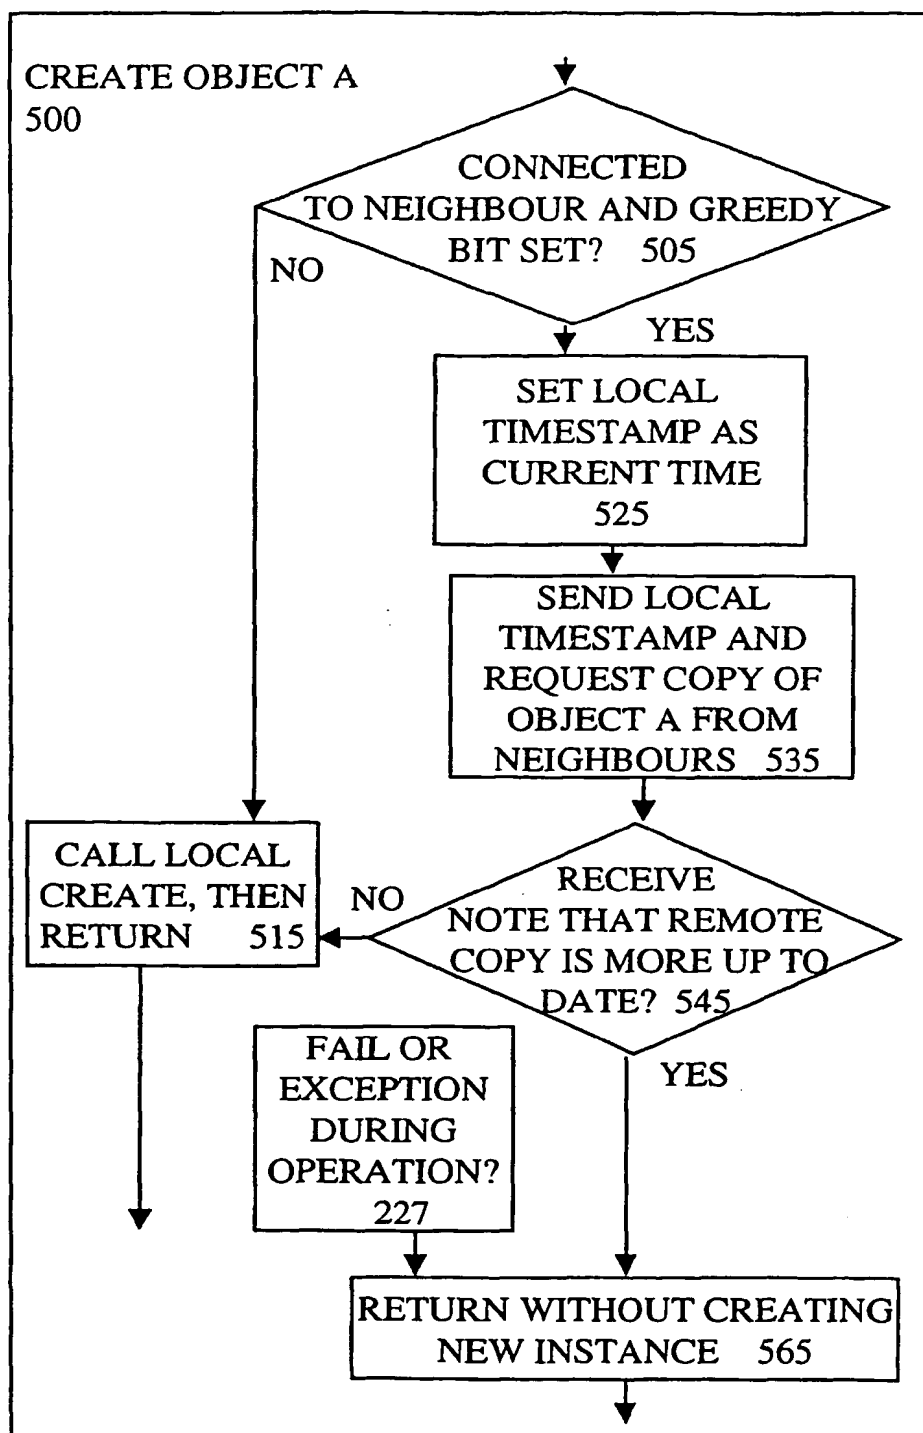 CREATE OBJECT A
500
CONNECTED
TO NEIGHBOUR AND GREEDY
BIT SET? 505
NO
YES
SET LOCAL
TIMESTAMP AS
CURRENT TIME
525
SEND LOCAL
TIMESTAMP AND
REQUEST COPY OF
OBJECT A FROM
NEIGHBOURS 535
CALL LOCAL
CREATE, THEN
RETURN 515
NO
RECEIVE
NOTE THAT REMOTE
COPY IS MORE UP TO
DATE? 545
YES
FAIL OR
EXCEPTION
DURING
OPERATION?
227
RETURN WITHOUT CREATING
NEW INSTANCE 565